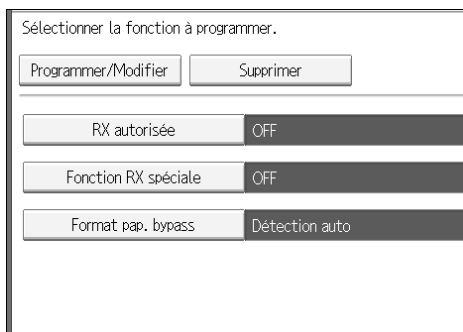 Sélectionner la fonction à programmer.
Programmer/Modifier Supprimer
RX autorisée OFF
Fonction RX spéciale OFF
Format pap. bypass Détection auto